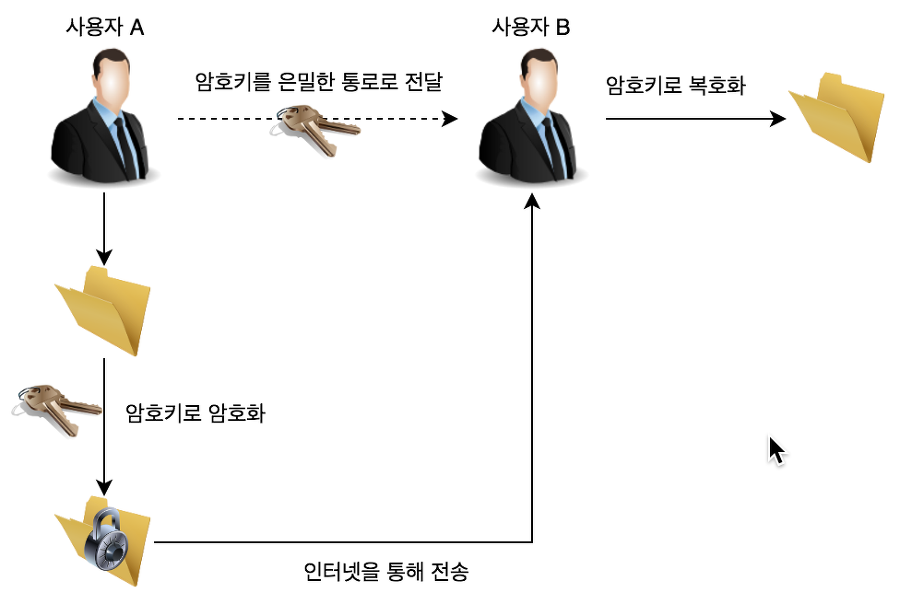 사용자 A
사용자 B
암호키를 은밀한 통로로 전달
암호키로 복호화
암호키로 암호화
인터넷을 통해 전송